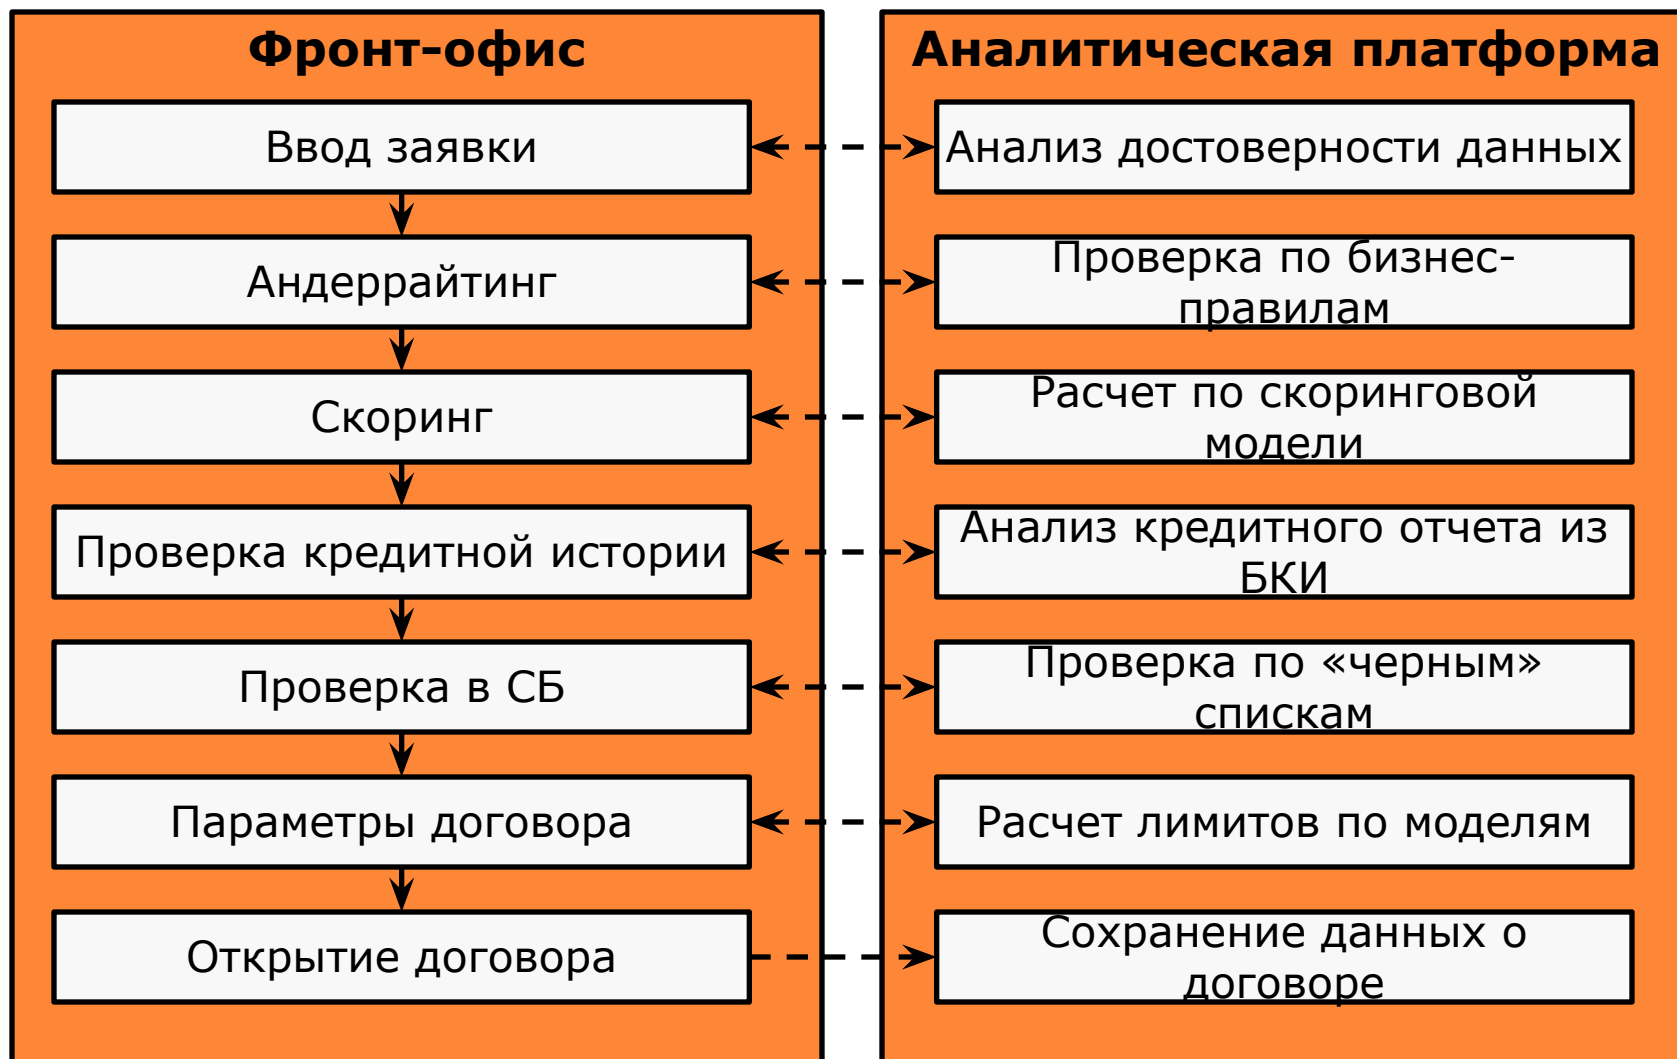 Фронт-офис
Ввод заявки
Андеррайтинг
Скоринг
Проверка кредитной истории
Проверка в СБ
Параметры договора
Открытие договора
Аналитическая платформа
Анализ достоверности данных
Проверка по бизнес-
правилам
Расчет по скоринговой
модели
Анализ кредитного отчета из
БКИ
Проверка по «черным»
спискам
Расчет лимитов по моделям
Сохранение данных о
договоре